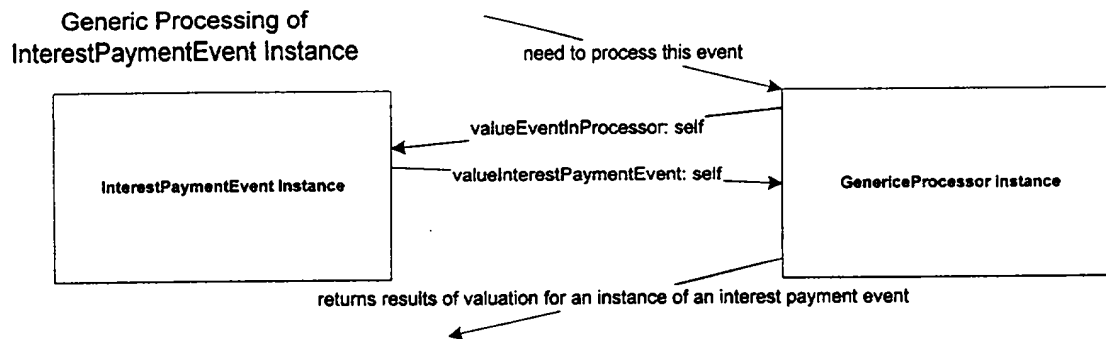 Generic Processing of
InterestPaymentEvent Instance
need to process this event
valueEventInProcessor: self
InterestPaymentEvent Instance
valueInterestPaymentEvent: self
GenericeProcessor Instance
returns results of valuation for an instance of an interest payment event